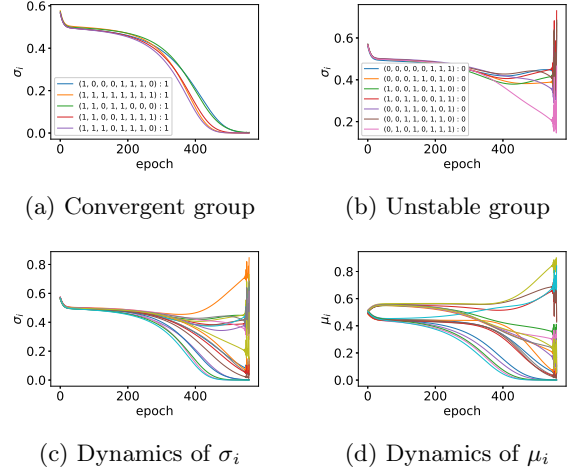 0.6
0.3
0.0
σi
(1, 0, 0, 0, 1, 1, 1, 0) : 1
(1, 1, 1, 1, 1, 1, 1, 1) : 1
(1, 1, 0, 1, 1, 0, 0, 0) : 1
(1, 1, 0, 0, 1, 1, 1, 1) : 1
(1, 1, 1, 0, 1, 1, 1, 0) : 1
0 200 400
epoch
(a) Convergent group
0.6
0.4
0.2
σi
(0, 0, 0, 0, 0, 1, 1, 1) : 0
(0, 0, 0, 1, 1, 0, 1, 0) : 0
(0, 1, 0, 0, 1, 1, 0, 0) : 0
(1, 0, 1, 1, 0, 0, 1, 1) : 0
(0, 0, 1, 1, 0, 1, 0, 1) : 0
(0, 0, 1, 1, 0, 1, 1, 0) : 0
(0, 1, 0, 1, 0, 1, 1, 1) : 0
0 200 400
epoch
(b) Unstable group
0.8
0.6
0.4
0.2
0.0
σi
0 200 400
epoch
(c) Dynamics of σi
0.8
0.6
0.4
0.2
0.0
μi
0 200 400
epoch
(d) Dynamics of μi